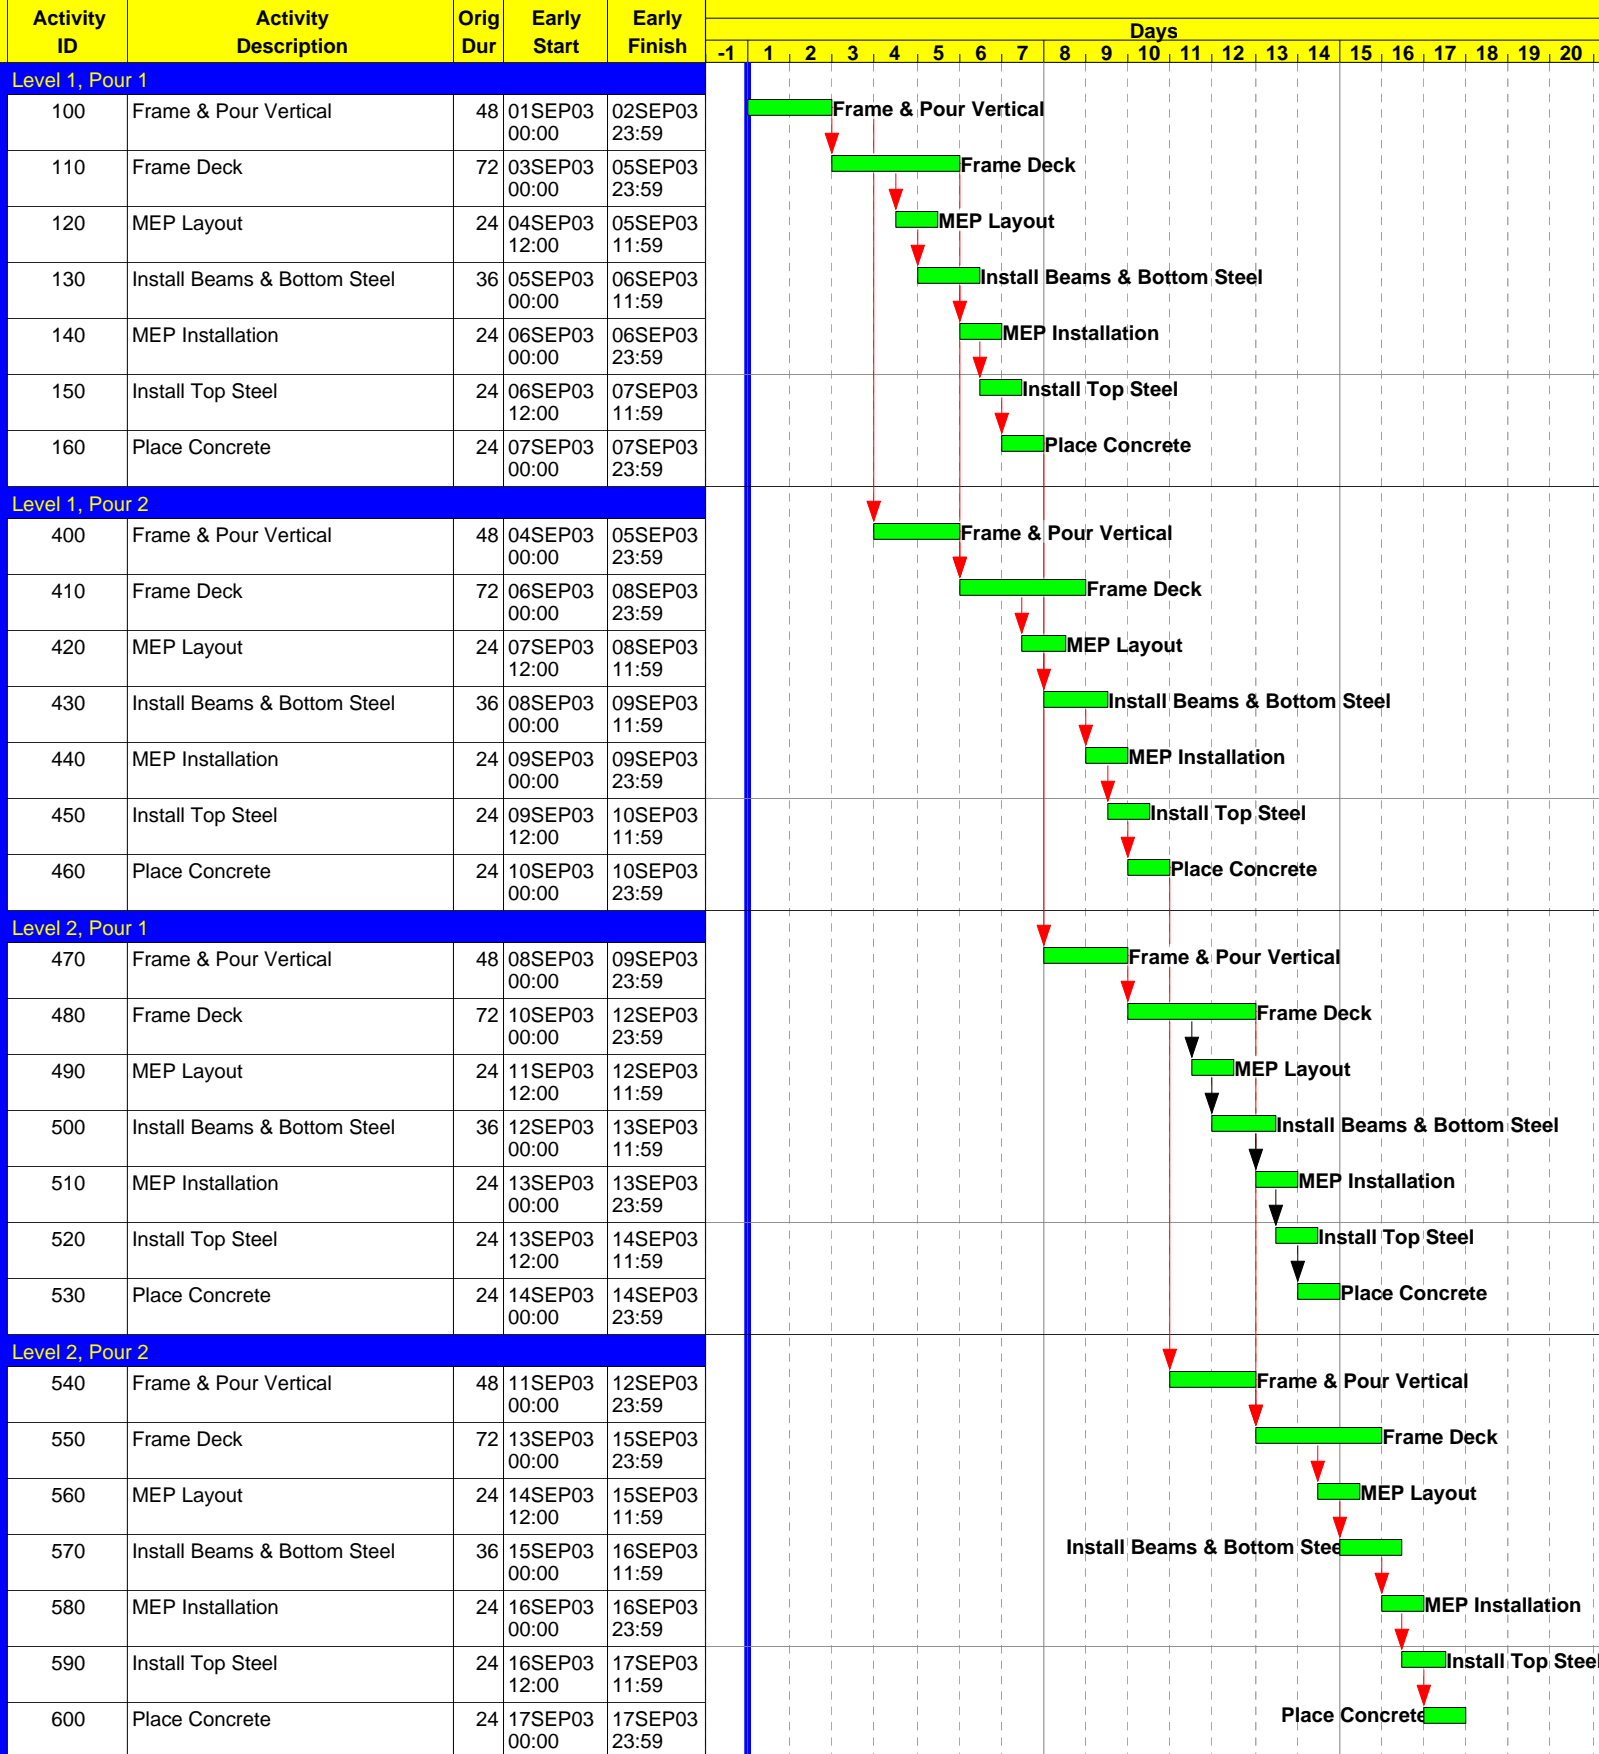 Activity ID Activity Description Orig Dur Early Start Early Finish Days
-1 1 2 3 4 5 6 7 8 9 10 11 12 13 14 15 16 17 18 19 20
Level 1, Pour 1
100 Frame & Pour Vertical 48 01SEP03 00:00 02SEP03 23:59 Frame & Pour Vertical
110 Frame Deck 72 03SEP03 00:00 05SEP03 23:59 Frame Deck
120 MEP Layout 24 04SEP03 12:00 05SEP03 11:59 MEP Layout
130 Install Beams & Bottom Steel 36 05SEP03 00:00 06SEP03 11:59 Install Beams & Bottom Steel
140 MEP Installation 24 06SEP03 00:00 06SEP03 23:59 MEP Installation
150 Install Top Steel 24 06SEP03 12:00 07SEP03 11:59 Install Top Steel
160 Place Concrete 24 07SEP03 00:00 07SEP03 23:59 Place Concrete
Level 1, Pour 2
400 Frame & Pour Vertical 48 04SEP03 00:00 05SEP03 23:59 Frame & Pour Vertical
410 Frame Deck 72 06SEP03 00:00 08SEP03 23:59 Frame Deck
420 MEP Layout 24 07SEP03 12:00 08SEP03 11:59 MEP Layout
430 Install Beams & Bottom Steel 36 08SEP03 00:00 09SEP03 11:59 Install Beams & Bottom Steel
440 MEP Installation 24 09SEP03 00:00 09SEP03 23:59 MEP Installation
450 Install Top Steel 24 09SEP03 12:00 10SEP03 11:59 Install Top Steel
460 Place Concrete 24 10SEP03 00:00 10SEP03 23:59 Place Concrete
Level 2, Pour 1
470 Frame & Pour Vertical 48 08SEP03 00:00 09SEP03 23:59 Frame & Pour Vertical
480 Frame Deck 72 10SEP03 00:00 12SEP03 23:59 Frame Deck
490 MEP Layout 24 11SEP03 12:00 12SEP03 11:59 MEP Layout
500 Install Beams & Bottom Steel 36 12SEP03 00:00 13SEP03 11:59 Install Beams & Bottom Steel
510 MEP Installation 24 13SEP03 00:00 13SEP03 23:59 MEP Installation
520 Install Top Steel 24 13SEP03 12:00 14SEP03 11:59 Install Top Steel
530 Place Concrete 24 14SEP03 00:00 14SEP03 23:59 Place Concrete
Level 2, Pour 2
540 Frame & Pour Vertical 48 11SEP03 00:00 12SEP03 23:59 Frame & Pour Vertical
550 Frame Deck 72 13SEP03 00:00 15SEP03 23:59 Frame Deck
560 MEP Layout 24 14SEP03 12:00 15SEP03 11:59 MEP Layout
570 Install Beams & Bottom Steel 36 15SEP03 00:00 16SEP03 11:59 Install Beams & Bottom Stee
580 MEP Installation 24 16SEP03 00:00 16SEP03 23:59 MEP Installation
590 Install Top Steel 24 16SEP03 12:00 17SEP03 11:59 Install Top Steel
600 Place Concrete 24 17SEP03 00:00 17SEP03 23:59 Place Concrete